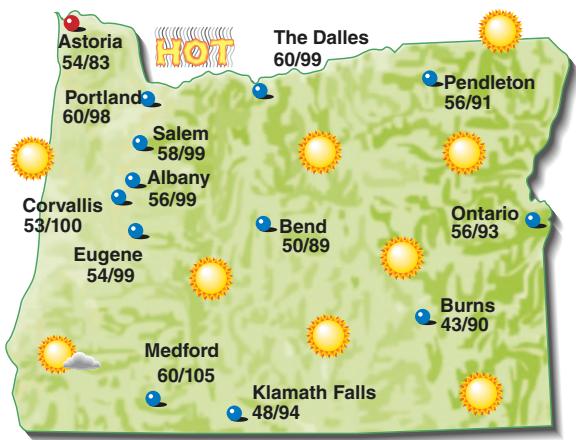 Astoria
54/83
HOT
The Dalles
60/99
Portland
60/98
Pendleton
56/91
Salem
58/99
Albany
56/99
Corvallis
53/100
Eugene
54/99
Bend
50/89
Ontario
56/93
Burns
43/90
Medford
60/105
Klamath Falls
48/94